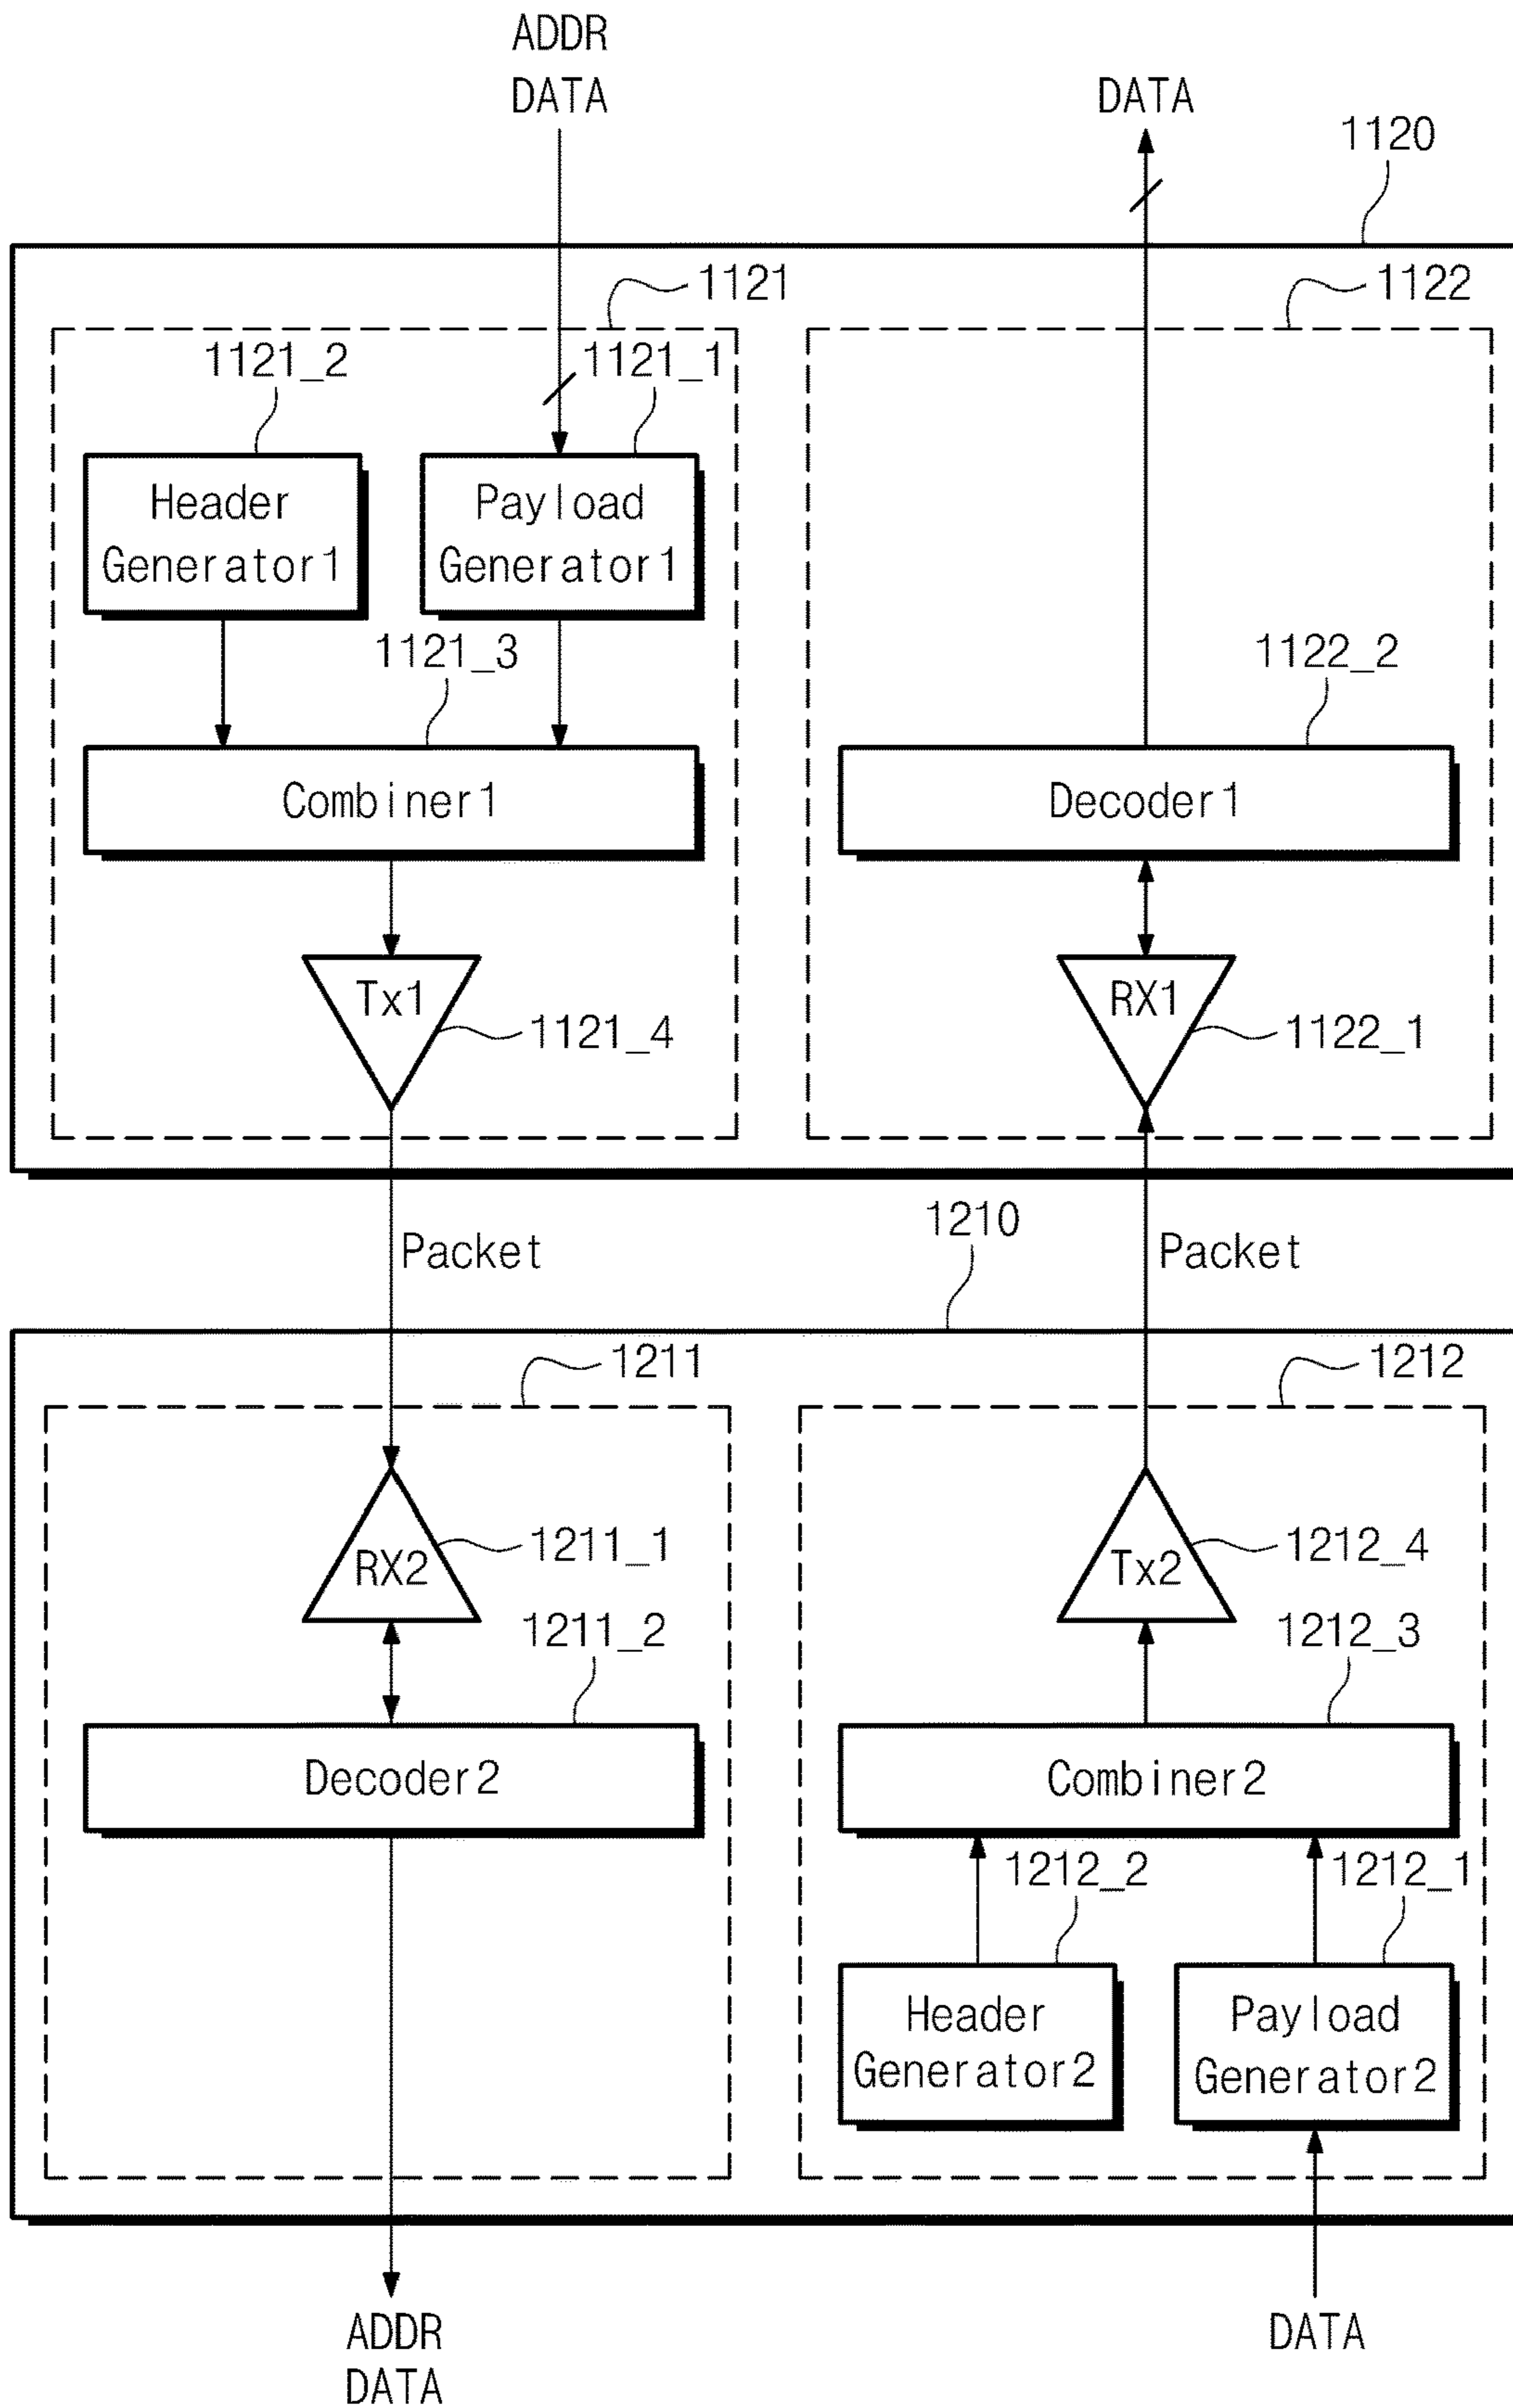 ADDR
DATA
DATA
1120
1121
1122
1121_2
1121_1
Header
Generator1
Payload
Generator1
1121_3
1122_2
Combiner1
Decoder1
Tx1
RX1
1121_4
1122_1
Packet
1210
Packet
1211
1212
RX2
1211_1
Tx2
1212_4
1211_2
1212_3
Decoder2
Combiner2
1212_2
1212_1
Header
Generator2
Payload
Generator2
ADDR
DATA
DATA